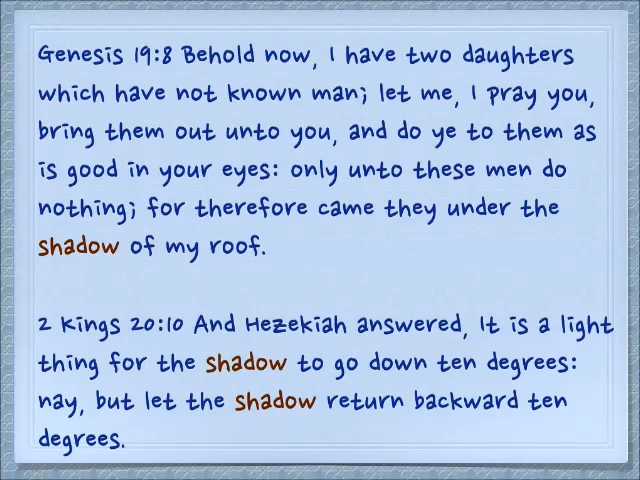 Genesis 19:8 Behold now, I have two daughters
which have not known man; let me, I pray you,
bring them out unto you, and do ye to them as
is good in your eyes: only unto these men do
nothing; for therefore came they under the
shadow of my roof.
2 Kings 20:10 And Hezekiah answered, It is a light
thing for the shadow to go down ten degrees:
nay, but let the shadow return backward ten
degrees.